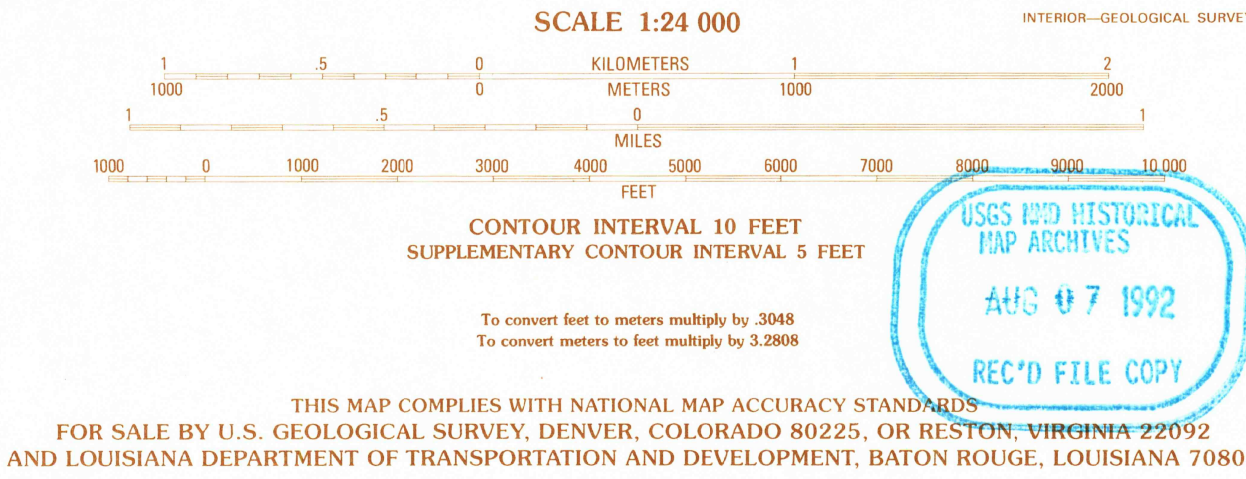 SCALE 1:24 000
INTERIOR—GEOLOGICAL SURVEY
1 .5 0 KILOMETERS 1 2
1000 0 METERS 1000 2000
1 .5 0 1
MILES
1000 0 1000 2000 3000 4000 5000 6000 7000 8000 9000 10 000
FEET
CONTOUR INTERVAL 10 FEET
SUPPLEMENTARY CONTOUR INTERVAL 5 FEET
To convert feet to meters multiply by .3048
To convert meters to feet multiply by 3.2808
USGS NMD HISTORICAL
MAP ARCHIVES
AUG 07 1992
REC'D FILE COPY
THIS MAP COMPLIES WITH NATIONAL MAP ACCURACY STANDARDS
FOR SALE BY U.S. GEOLOGICAL SURVEY, DENVER, COLORADO 80225, OR RESTON, VIRGINIA 22092
AND LOUISIANA DEPARTMENT OF TRANSPORTATION AND DEVELOPMENT, BATON ROUGE, LOUISIANA 7080